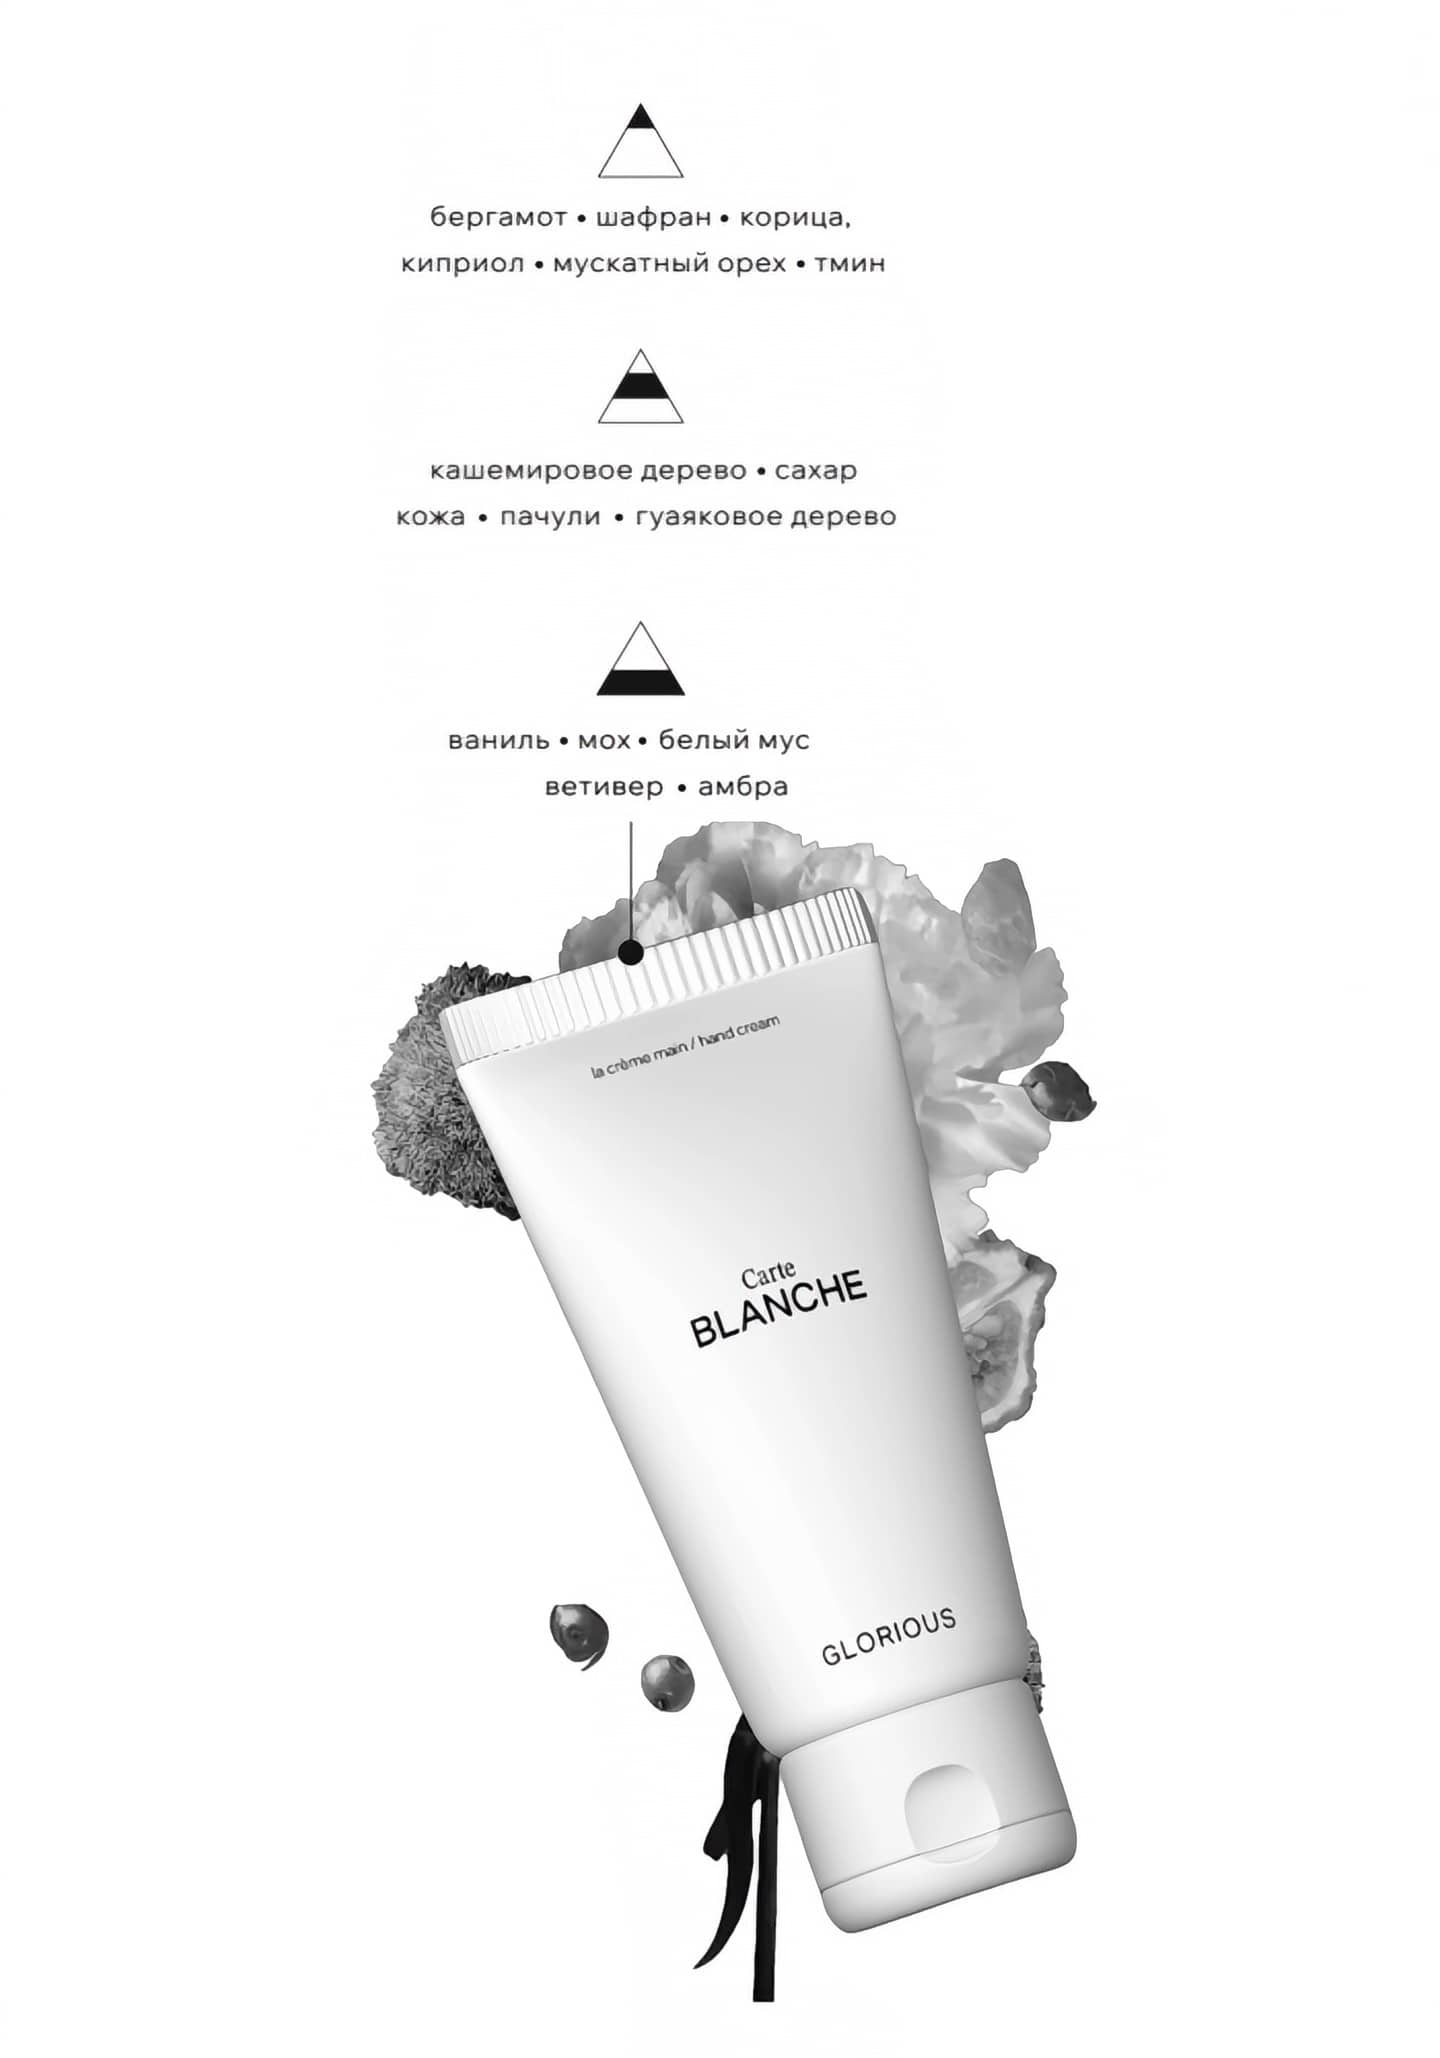 бергамот • шафран • корица,
киприол • мускатный орех • тмин
кашемировое дерево • сахар
кожа • пачули • гуаяковое дерево
ваниль • мох • белый мус
ветивер • амбра
la crème main / hand cream
Carte
BLANCHE
GLORIOUS